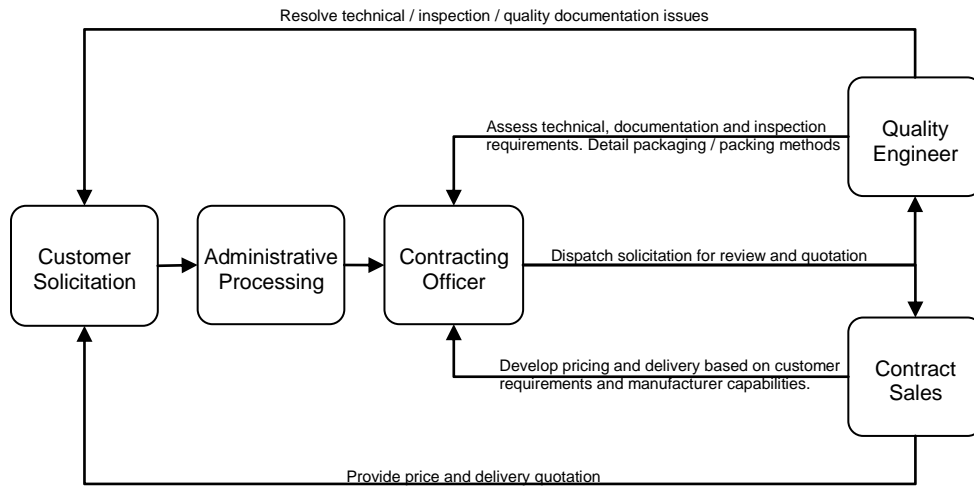 Resolve technical / inspection / quality documentation issues
Quality
Engineer
Assess technical, documentation and inspection
requirements. Detail packaging / packing methods
Customer
Solicitation
Administrative
Processing
Contracting
Officer
Dispatch solicitation for review and quotation
Develop pricing and delivery based on customer
requirements and manufacturer capabilities.
Contract
Sales
Provide price and delivery quotation